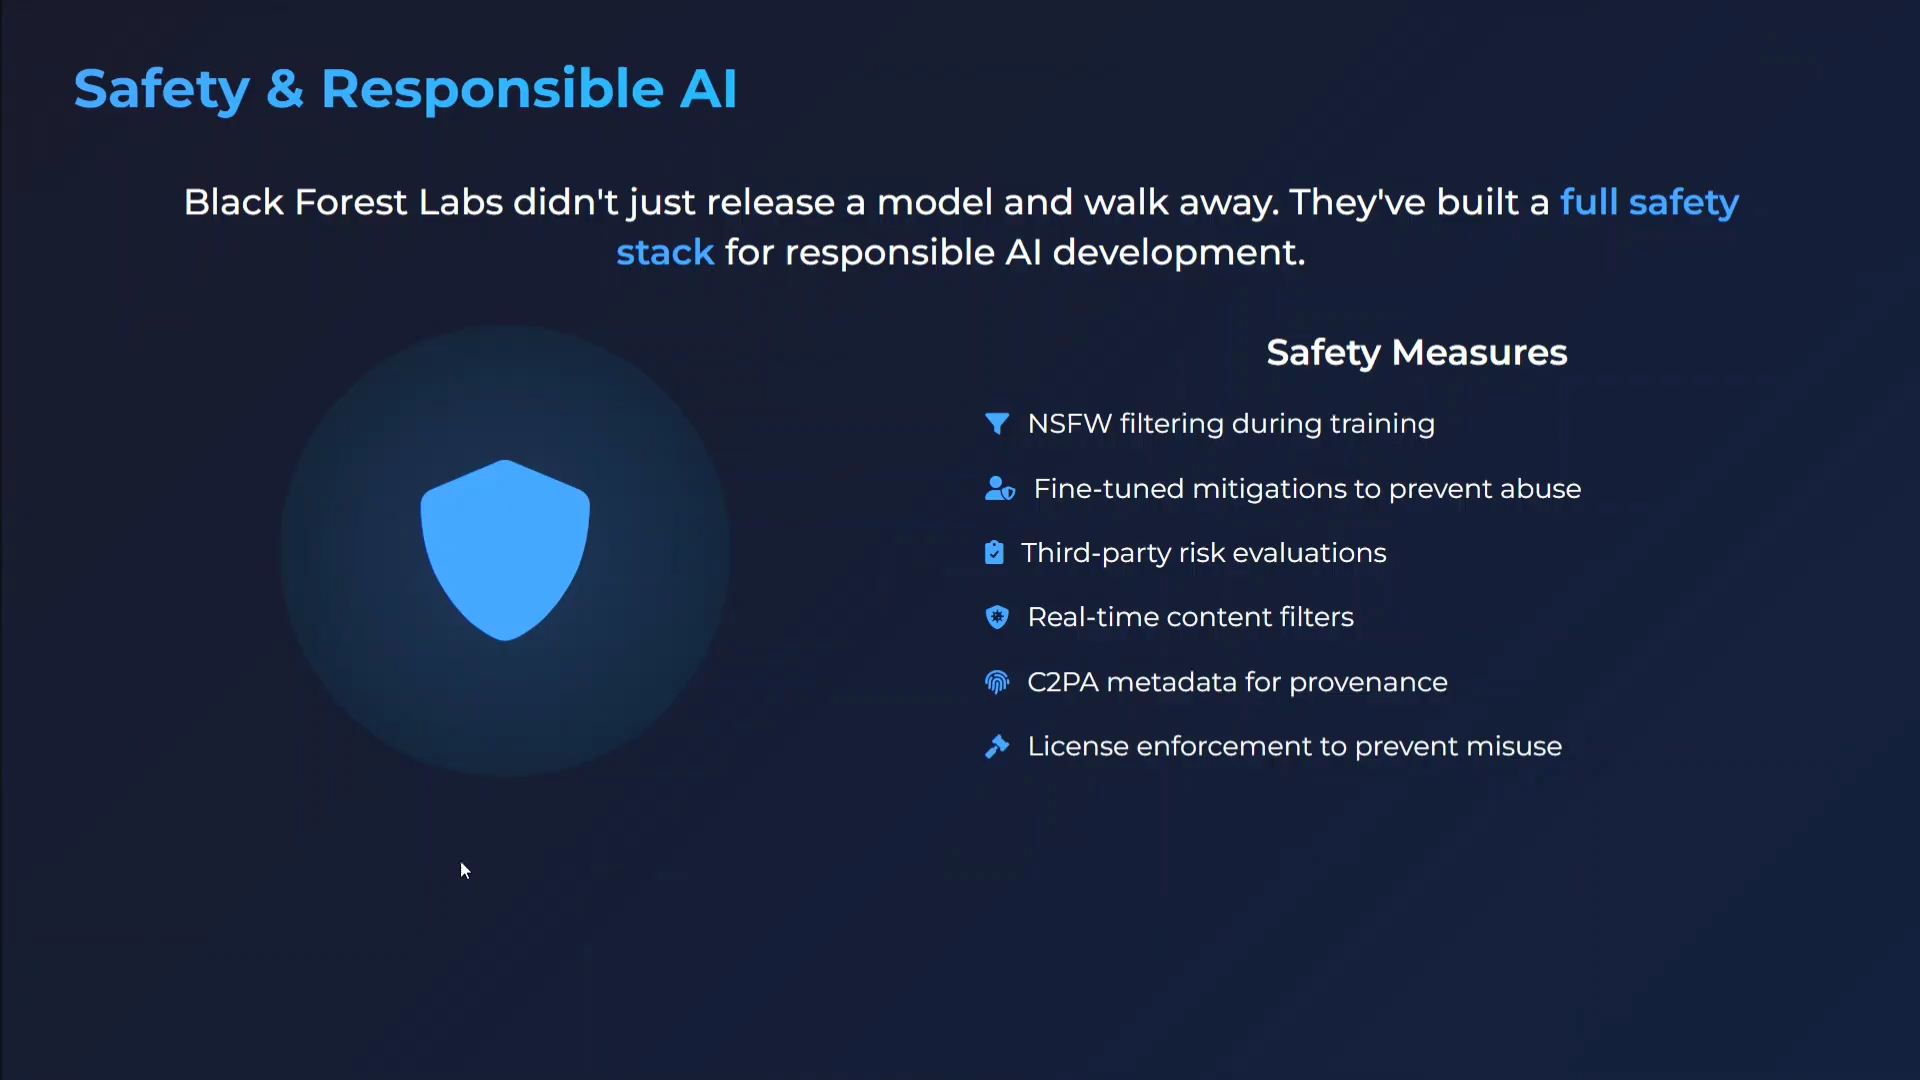 Safety & Responsible AI
Black Forest Labs didn't just release a model and walk away. They've built a full safety
stack for responsible AI development.
Safety Measures
NSFW filtering during training
Fine-tuned mitigations to prevent abuse
Third-party risk evaluations
Real-time content filters
C2PA metadata for provenance
License enforcement to prevent misuse